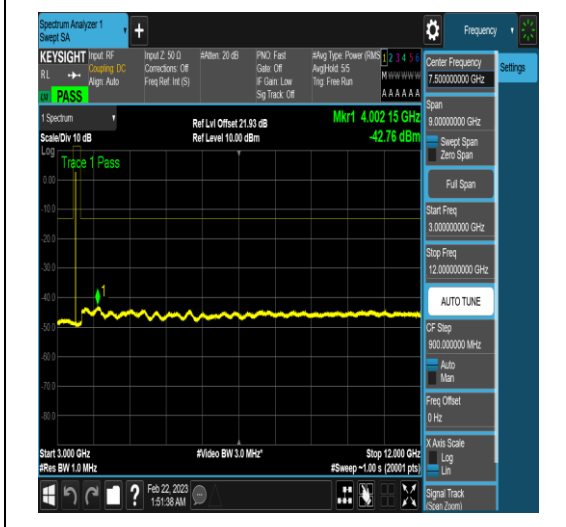 Spectrum Analyzer 1
Swept SA
Frequency
KEYSIGHT
RL
Input: RF
Coupling: DC
Align: Auto
Input Z: 50 Ω
Corrections: Off
Freq Ref: Int (S)
#Atten: 20 dB
PNO: Fast
Gate: Off
IF Gain: Low
Sig Track: Off
#Avg Type: Power (RMS
Avg|Hold: 5/5
Trig: Free Run
1 2 3 4 5 6
M W W W W W
A A A A A A
PASS
1 Spectrum
Scale/Div 10 dB
Ref Lvl Offset 21.93 dB
Ref Level 10.00 dBm
Mkr1 4.002 15 GHz
-42.76 dBm
Log
Trace 1 Pass
0.00
-10.0
-20.0
-30.0
-40.0
-50.0
-60.0
-70.0
-80.0
1
Start 3.000 GHz
#Res BW 1.0 MHz
#Video BW 3.0 MHz*
Stop 12.000 GHz
#Sweep ~1.00 s (20001 pts)
Feb 22, 2023
1:51:38 AM
Center Frequency
7.500000000 GHz
Settings
Span
9.00000000 GHz
Swept Span
Zero Span
Full Span
Start Freq
3.000000000 GHz
Stop Freq
12.000000000 GHz
AUTO TUNE
CF Step
900.000000 MHz
Auto
Man
Freq Offset
0 Hz
X Axis Scale
Log
Lin
Signal Track
(Span Zoom)